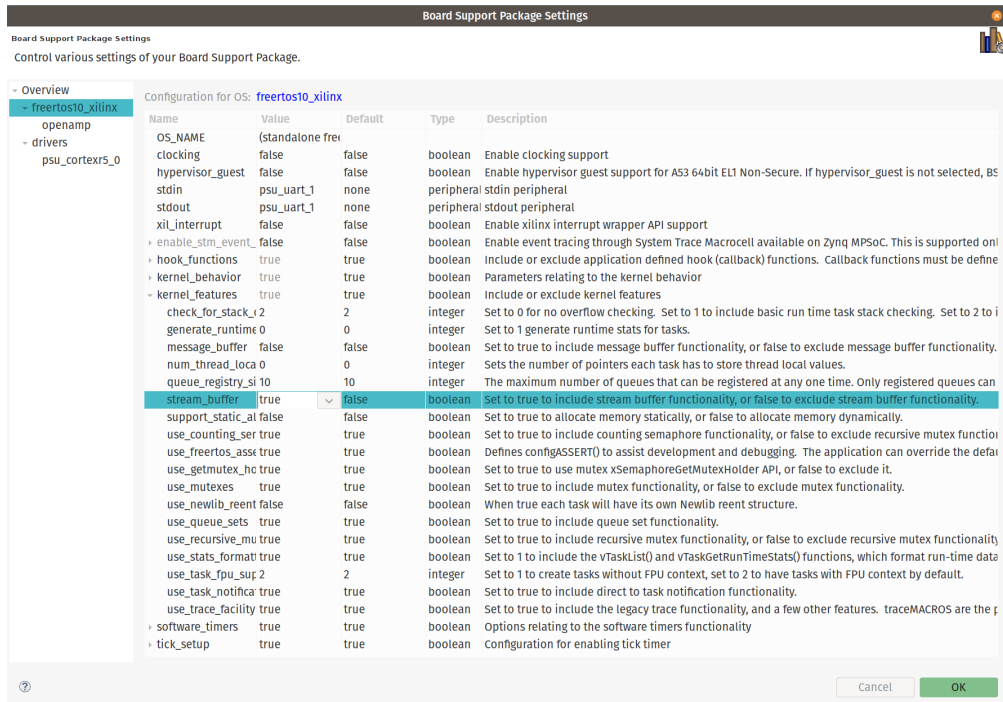 Board Support Package Settings
Board Support Package Settings
Control various settings of your Board Support Package.
Overview
freertos10_xilinx
openamp
drivers
psu_cortexr5_0
Configuration for OS: freertos10_xilinx
Name Value Default Type Description
OS_NAME (standalone free
clocking false false boolean Enable clocking support
hypervisor_guest false false boolean Enable hypervisor guest support for A53 64bit EL1 Non-Secure. If hypervisor_guest is not selected, BS
stdin psu_uart_1 none peripheral stdin peripheral
stdout psu_uart_1 none peripheral stdout peripheral
xil_interrupt false false boolean Enable xilinx interrupt wrapper API support
enable_stm_event_ false false boolean Enable event tracing through System Trace Macrocell available on Zynq MPSoC. This is supported onl
hook_functions true true boolean Include or exclude application defined hook (callback) functions. Callback functions must be define
kernel_behavior true true boolean Parameters relating to the kernel behavior
kernel_features true true boolean Include or exclude kernel features
check_for_stack_o 2 2 integer Set to 0 for no overflow checking. Set to 1 to include basic run time task stack checking. Set to 2 to i
generate_runtime 0 0 integer Set to 1 generate runtime stats for tasks.
message_buffer false false boolean Set to true to include message buffer functionality, or false to exclude message buffer functionality.
num_thread_loca 0 0 integer Sets the number of pointers each task has to store thread local values.
queue_registry_si 10 10 integer The maximum number of queues that can be registered at any one time. Only registered queues can
stream_buffer true false boolean Set to true to include stream buffer functionality, or false to exclude stream buffer functionality.
support_static_al false false boolean Set to true to allocate memory statically, or false to allocate memory dynamically.
use_counting_sem true true boolean Set to true to include counting semaphore functionality, or false to exclude recursive mutex function
use_freertos_asse true true boolean Defines configASSERT() to assist development and debugging. The application can override the defau
use_getmutex_ho true true boolean Set to true to use mutex xSemaphoreGetMutexHolder API, or false to exclude it.
use_mutexes true true boolean Set to true to include mutex functionality, or false to exclude mutex functionality.
use_newlib_reent false false boolean When true each task will have its own Newlib reent structure.
use_queue_sets true true boolean Set to true to include queue set functionality.
use_recursive_mu true true boolean Set to true to include recursive mutex functionality, or false to exclude recursive mutex functionality
use_stats_formatt true true boolean Set to 1 to include the vTaskList() and vTaskGetRunTimeStats() functions, which format run-time data
use_task_fpu_sup 2 2 integer Set to 1 to create tasks without FPU context, set to 2 to have tasks with FPU context by default.
use_task_notifica true true boolean Set to true to include direct to task notification functionality.
use_trace_facility true true boolean Set to true to include the legacy trace functionality, and a few other features. traceMACROS are the p
software_timers true true boolean Options relating to the software timers functionality
tick_setup true true boolean Configuration for enabling tick timer
Cancel OK